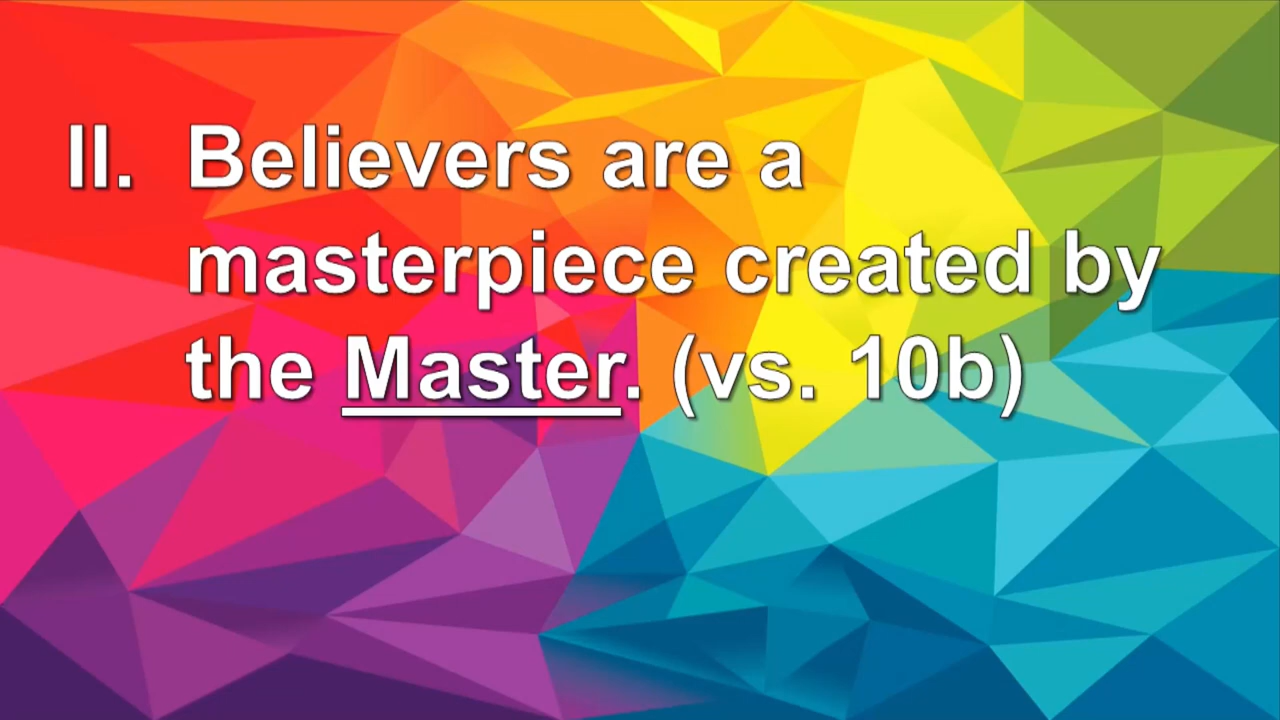 II. Believers are a
masterpiece created by
the Master. (vs. 10b)